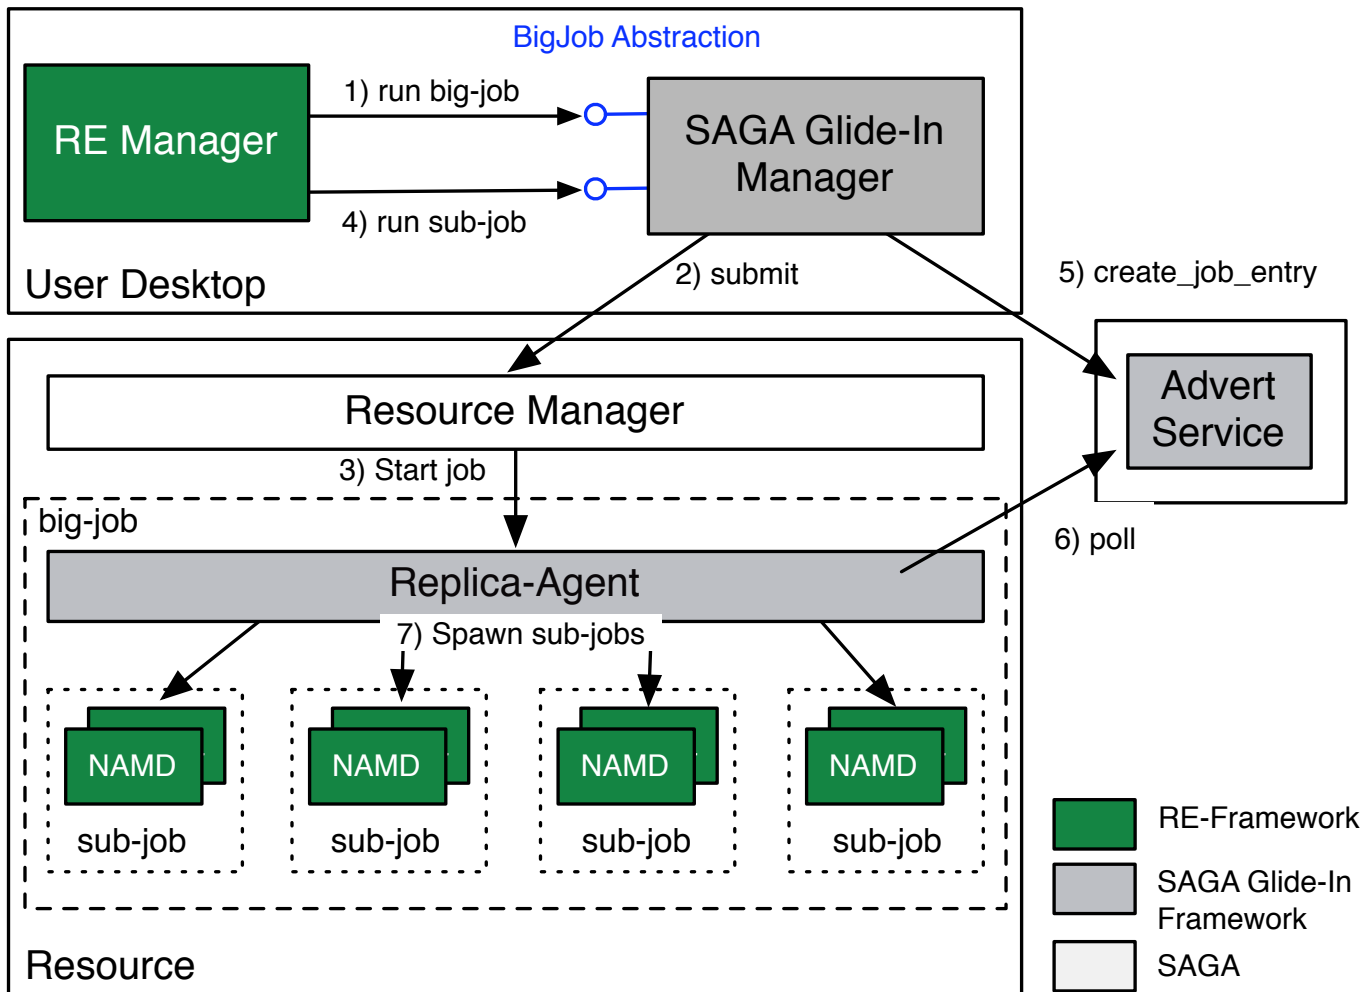 BigJob Abstraction
1) run big-job
RE Manager
SAGA Glide-In
Manager
4) run sub-job
User Desktop
2) submit
5) create_job_entry
Advert
Service
Resource Manager
3) Start job
6) poll
big-job
Replica-Agent
7) Spawn sub-jobs
NAMD
NAMD
NAMD
NAMD
sub-job
sub-job
sub-job
sub-job
Resource
RE-Framework
SAGA Glide-In
Framework
SAGA